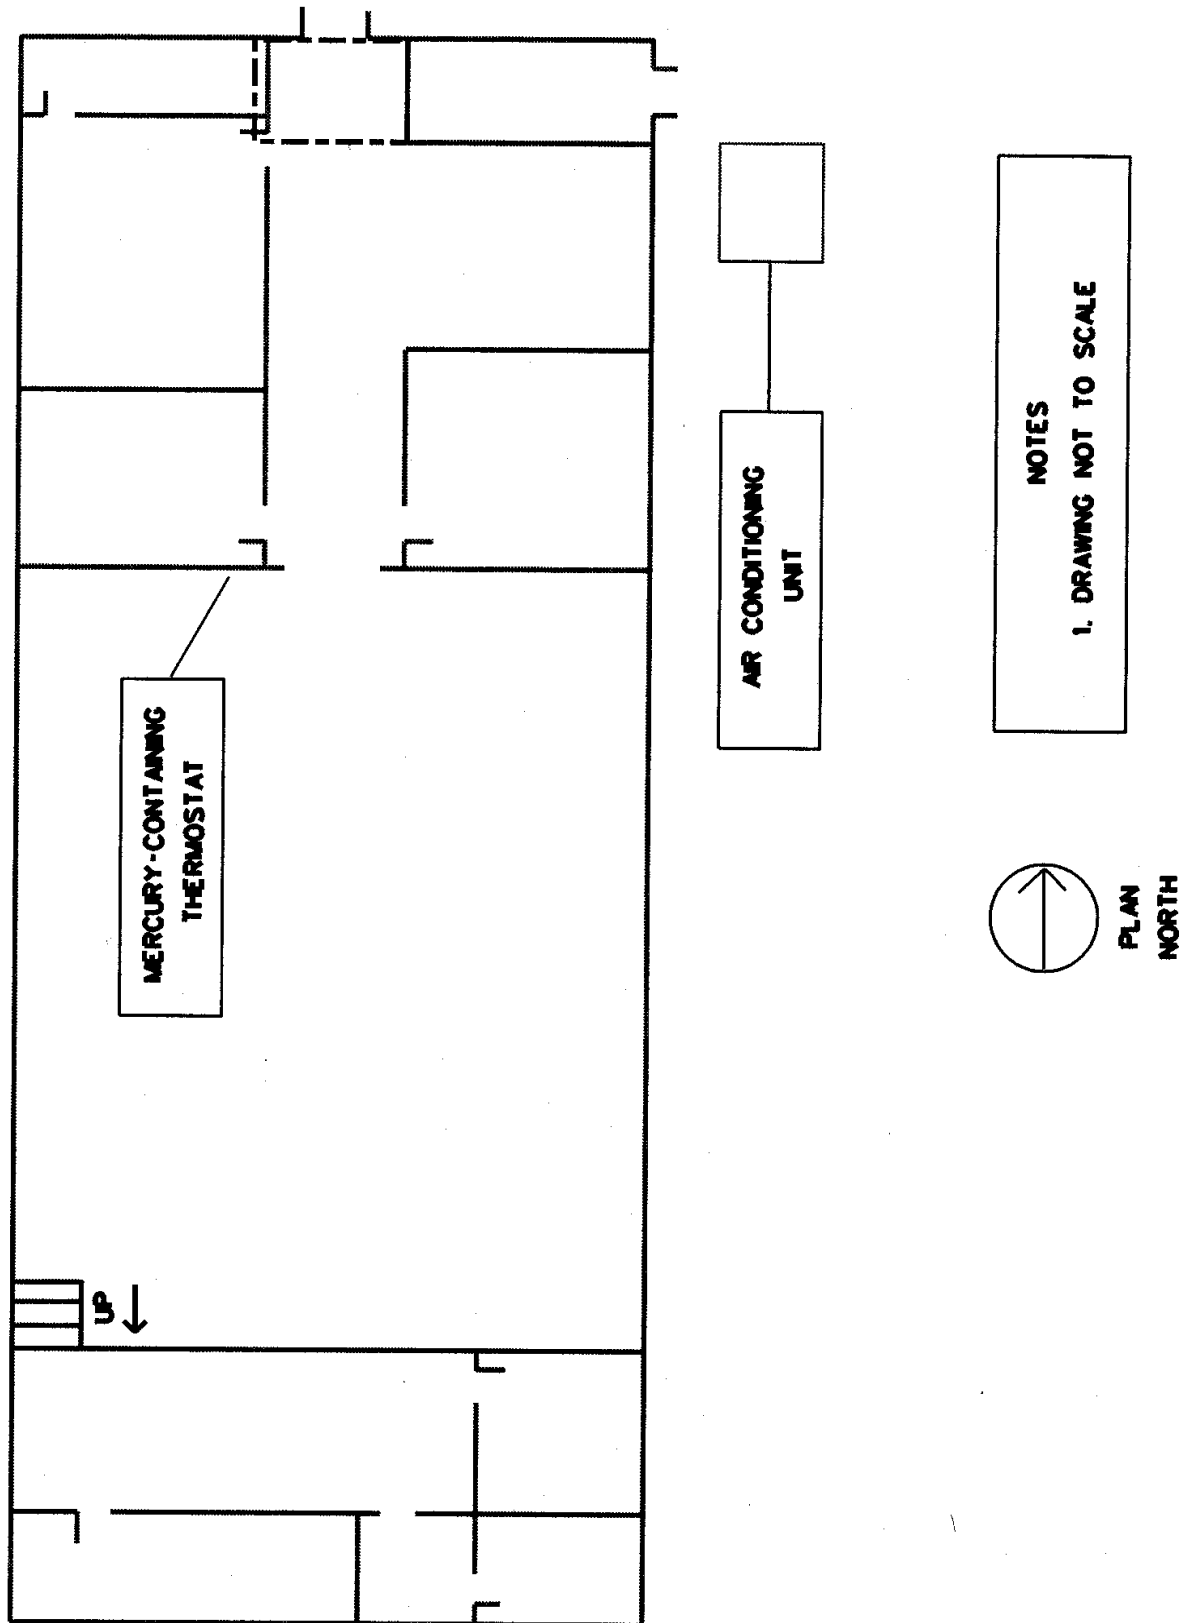 MERCURY-CONTAINING
THERMOSTAT
UP
AIR CONDITIONING
UNIT
NOTES
1. DRAWING NOT TO SCALE
PLAN
NORTH